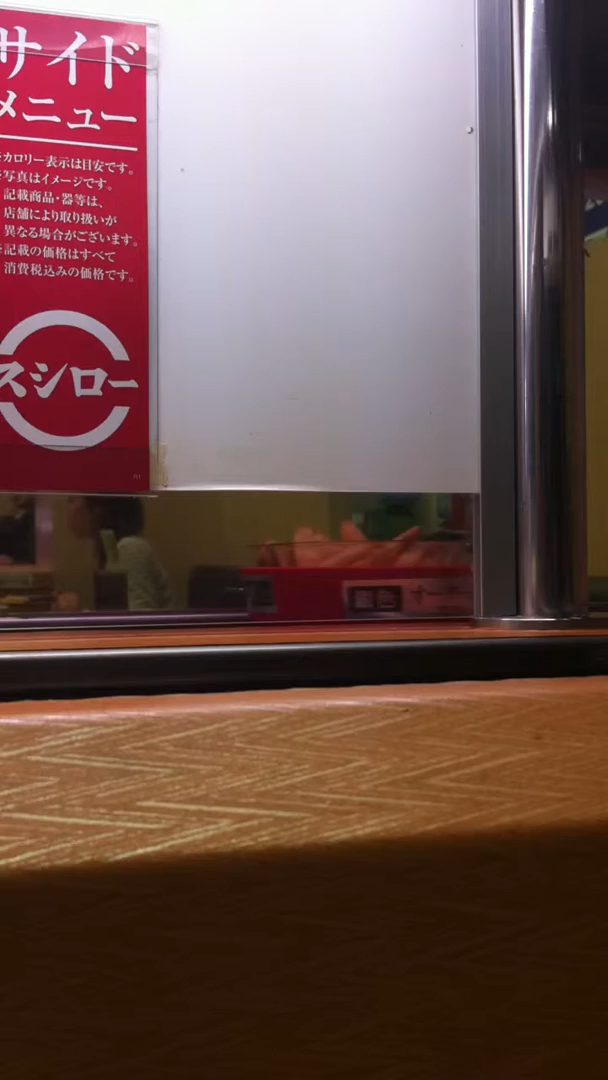 サイド
メニュー
※カロリー表示は目安です。
※写真はイメージです。
記載商品・器等は、
店舗により取り扱いが
異なる場合がございます。
※記載の価格はすべて
消費税込みの価格です。
スシロー